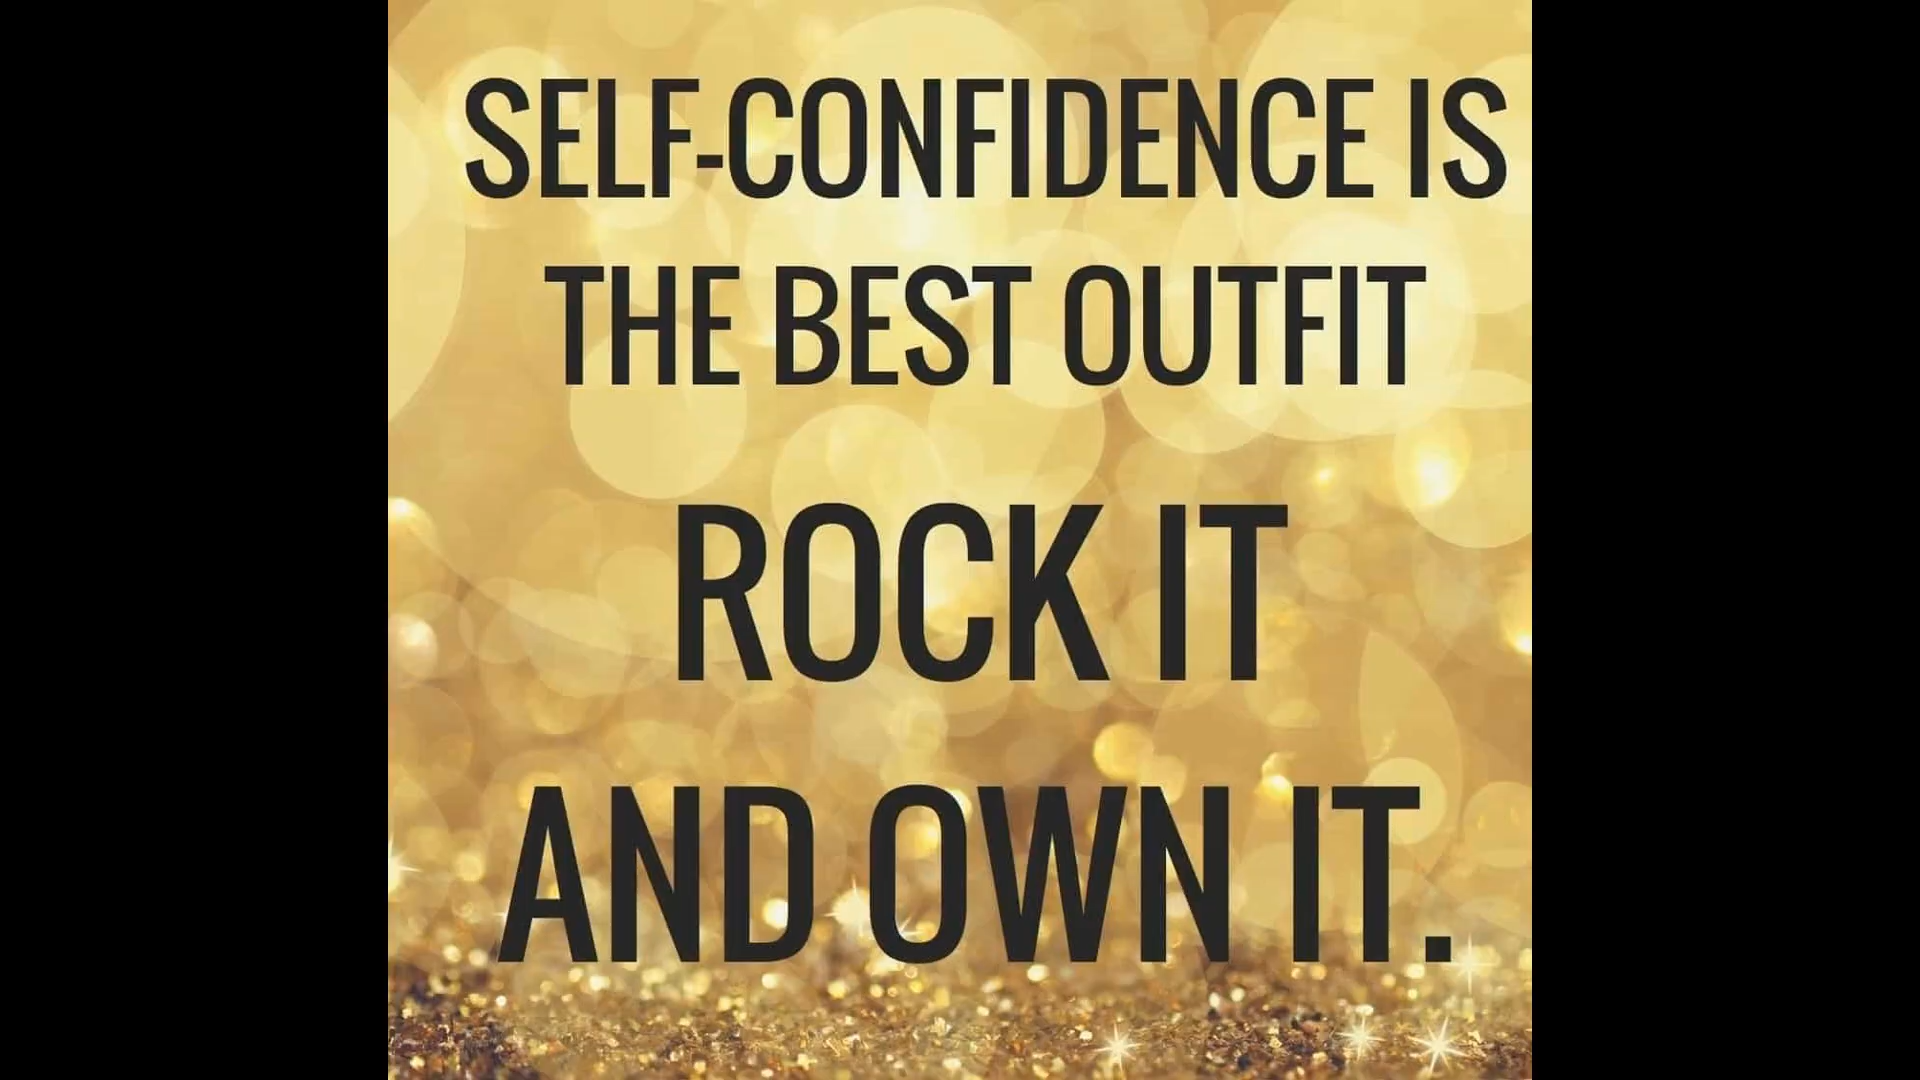 SELF-CONFIDENCE IS
THE BEST OUTFIT
ROCK IT
AND OWN IT.